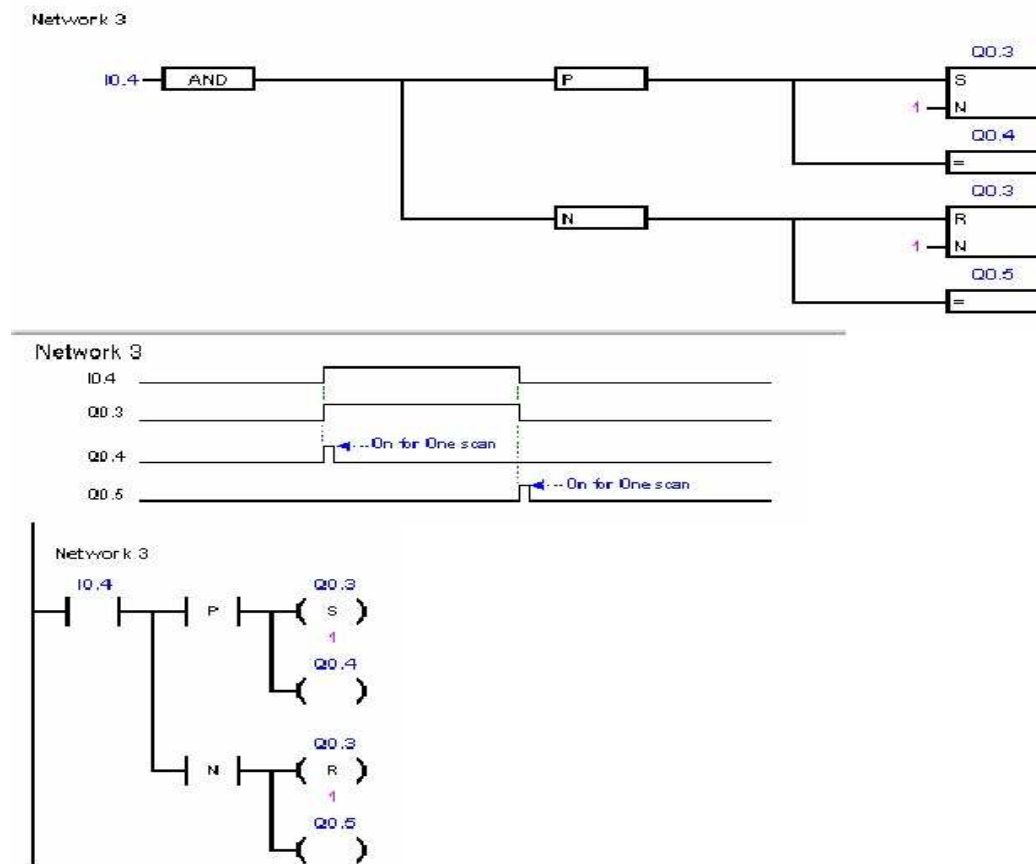 Network 3
Q0.3
I0.4 AND P S
1 N
Q0.4
=
Q0.3
N R
1 N
Q0.5
=
Network 3
I0.4
Q0.3
On for One scan
Q0.4
On for One scan
Q0.5
Network 3
I0.4 Q0.3
P S
1
Q0.4
Q0.3
N R
1
Q0.5